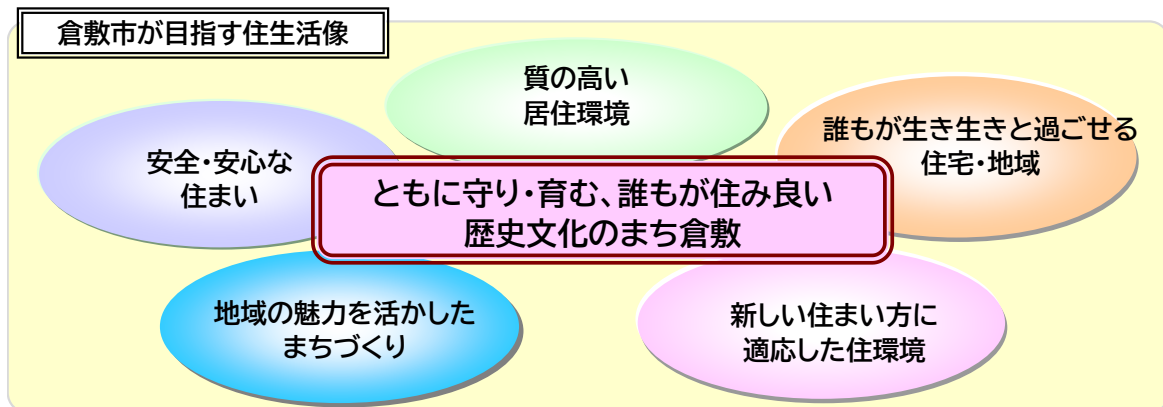 倉敷市が目指す住生活像
質の高い
居住環境
誰もが生き生きと過ごせる
住宅・地域
安全・安心な
住まい
ともに守り・育む、誰もが住み良い
歴史文化のまち倉敷
地域の魅力を活かした
まちづくり
新しい住まい方に
適応した住環境